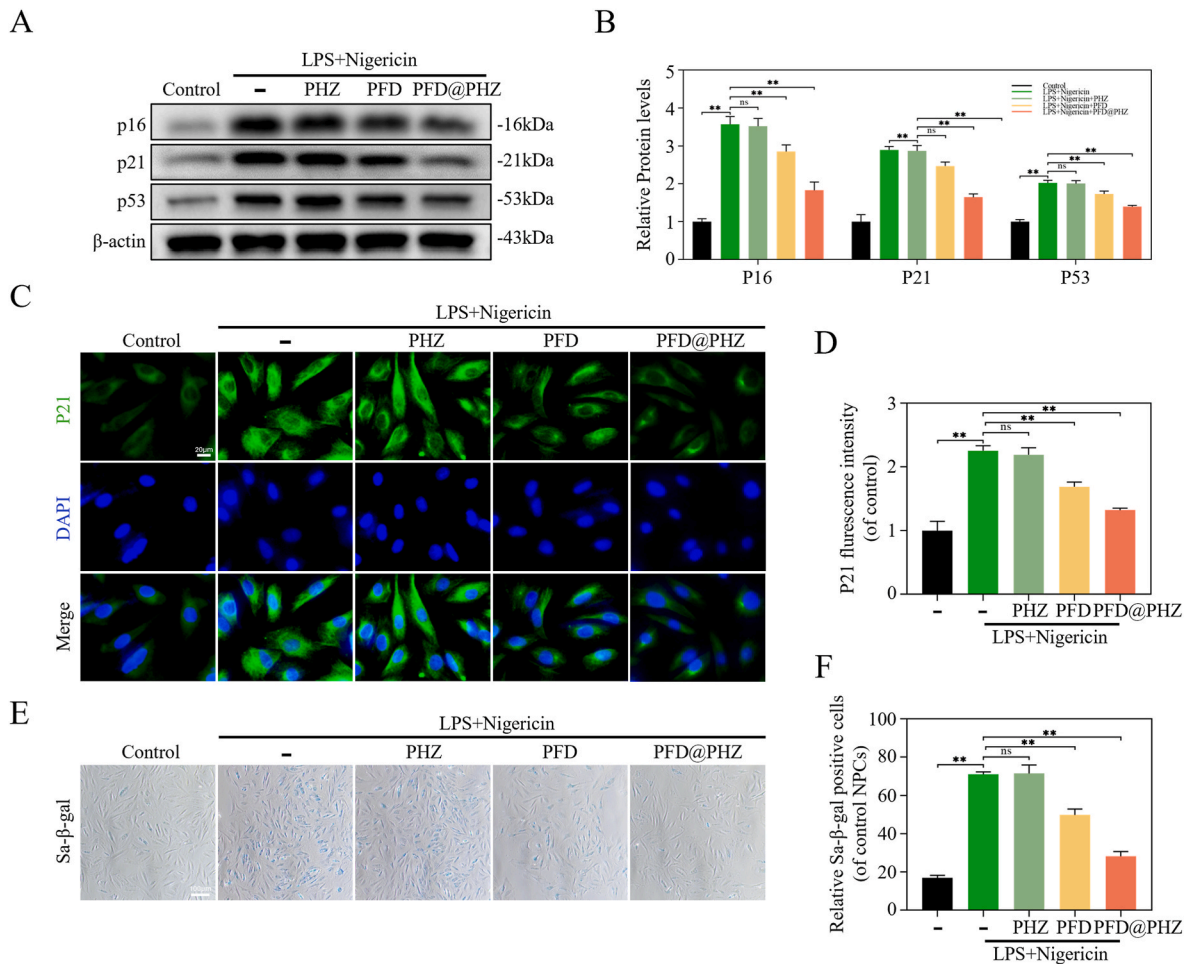 A
LPS+Nigericin
Control - PHZ PFD PFD@PHZ
p16 -16kDa
p21 -21kDa
p53 -53kDa
β-actin -43kDa
B
Relative Protein levels
5
4
3
2
1
0
Control
LPS+Nigericin
LPS+Nigericin+PHZ
LPS+Nigericin+PFD
LPS+Nigericin+PFD@PHZ
** ns ** **
** ns ** **
** ns ** **
P16 P21 P53
C
LPS+Nigericin
Control - PHZ PFD PFD@PHZ
P21
20μm
DAPI
Merge
D
P21 flurescence intensity
(of control)
3
2
1
0
** ns ** **
- - PHZ PFD PFD@PHZ
LPS+Nigericin
E
LPS+Nigericin
Control - PHZ PFD PFD@PHZ
Sa-β-gal
F
Relative Sa-β-gal positive cells
(of control NPCs)
100
80
60
40
20
0
** ns ** **
- - PHZ PFD PFD@PHZ
LPS+Nigericin